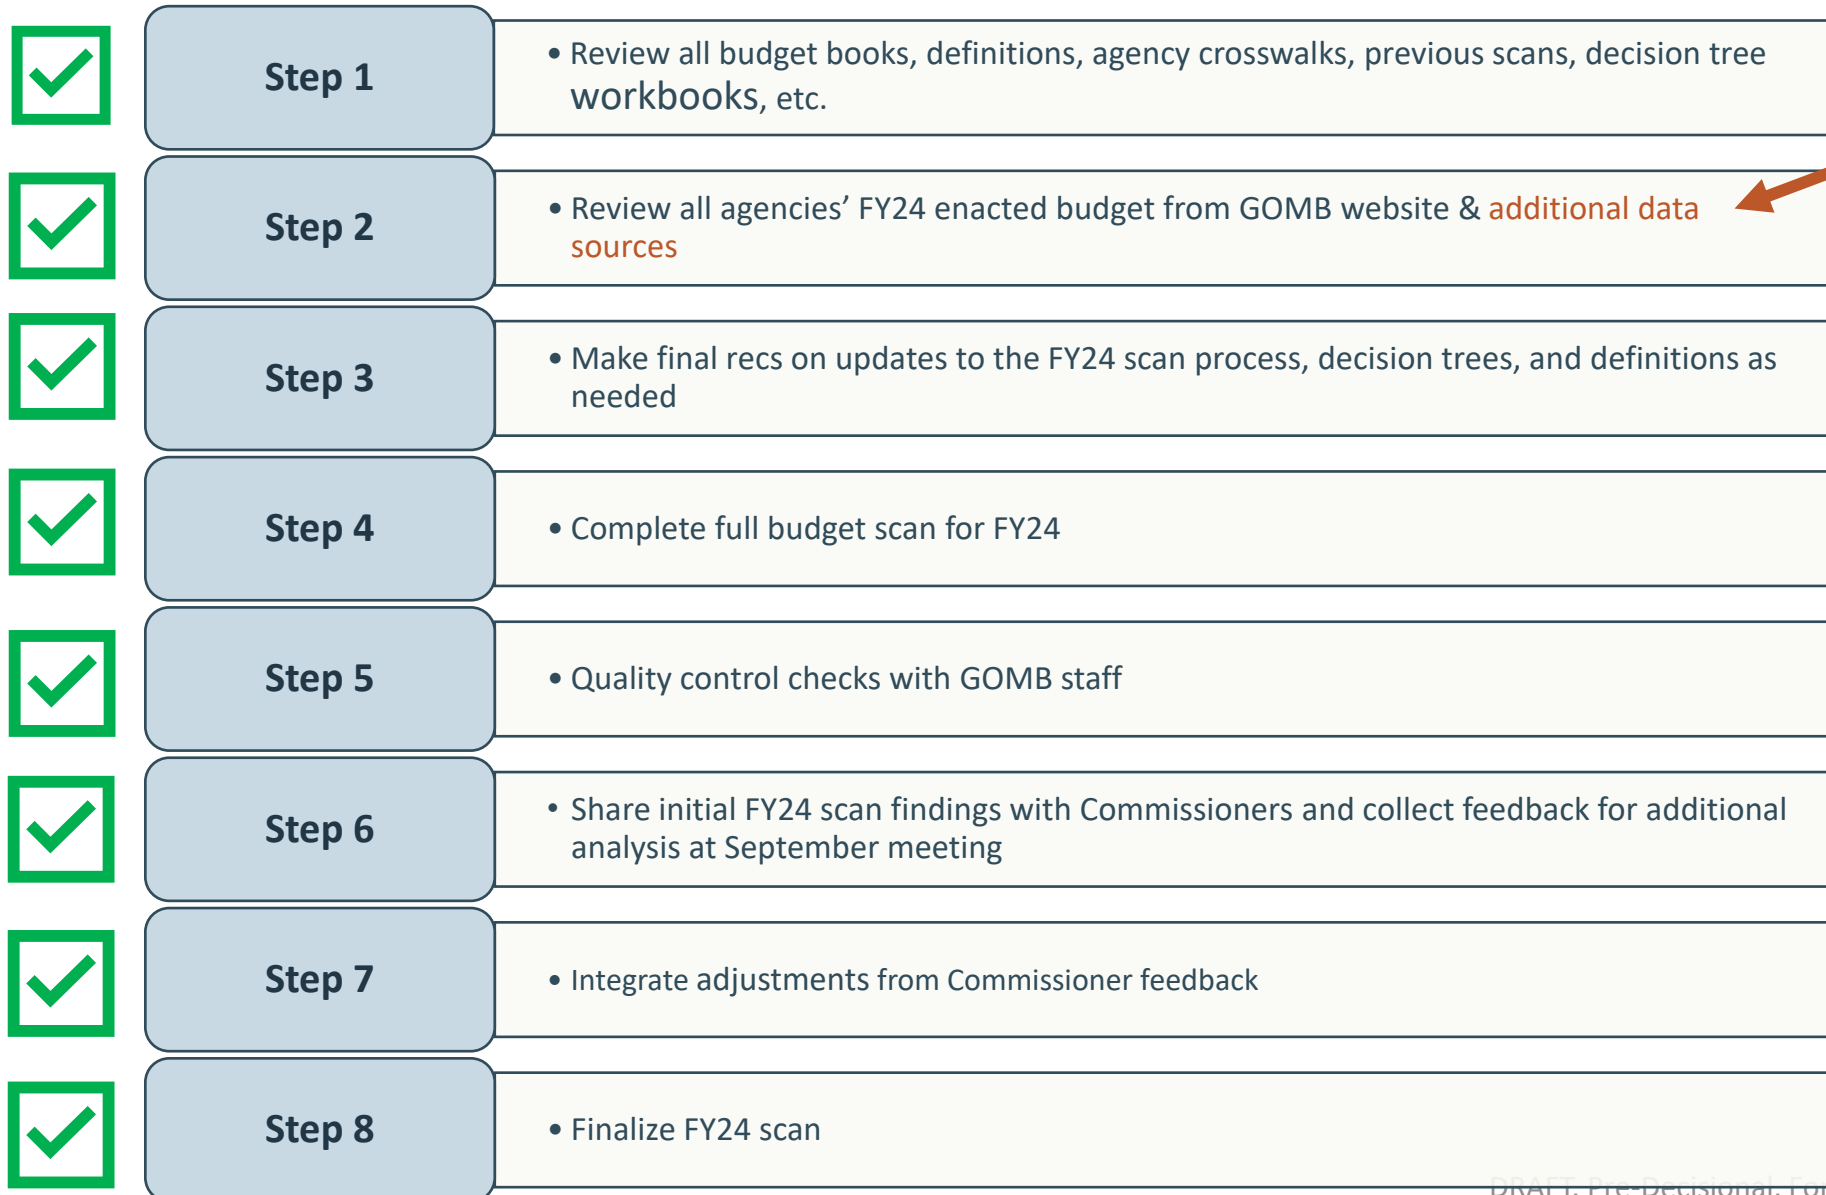 Step 1
• Review all budget books, definitions, agency crosswalks, previous scans, decision tree
workbooks, etc.
Step 2
• Review all agencies’ FY24 enacted budget from GOMB website & additional data
sources
Step 3
• Make final recs on updates to the FY24 scan process, decision trees, and definitions as
needed
Step 4
• Complete full budget scan for FY24
Step 5
• Quality control checks with GOMB staff
Step 6
• Share initial FY24 scan findings with Commissioners and collect feedback for additional
analysis at September meeting
Step 7
• Integrate adjustments from Commissioner feedback
Step 8
• Finalize FY24 scan
DRAFT. Pre-Decisional. For